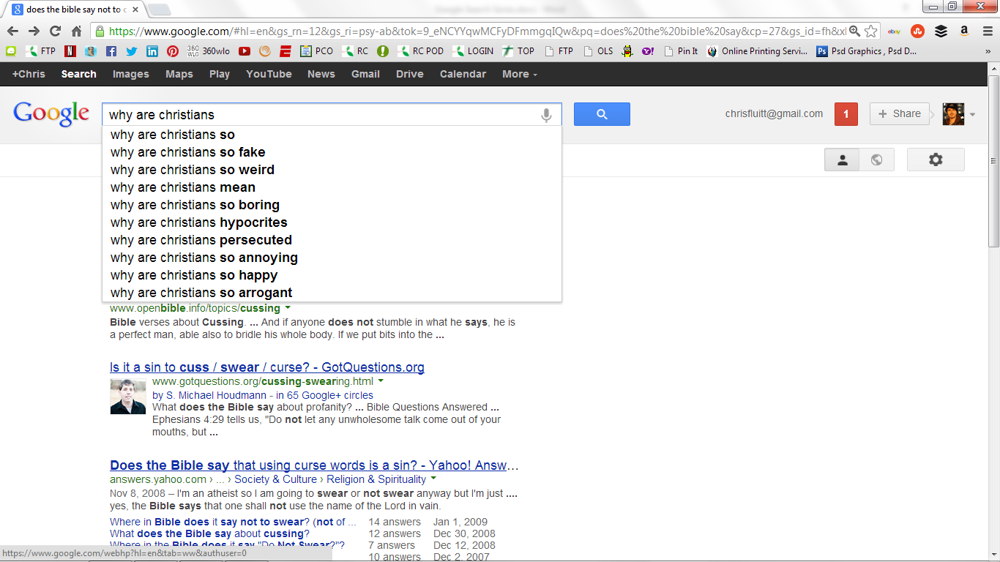 does the bible say not to c
https://www.google.com/#hl=en&gs_rn=12&gs_ri=psy-ab&tok=9_eNCYYqwMCFyDFmmgqIQw&pq=does%20the%20bible%20say&cp=27&gs_id=fh&xl
FTP 360wlo PCO RC RC POD LOGIN TOP FTP OLS Pin It Online Printing Servi... Psd Graphics , Psd D... »
+Chris Search Images Maps Play YouTube News Gmail Drive Calendar More
Google why are christians chrisfluitt@gmail.com 1 + Share
why are christians so
why are christians so fake
why are christians so weird
why are christians mean
why are christians so boring
why are christians hypocrites
why are christians persecuted
why are christians so annoying
why are christians so happy
why are christians so arrogant
www.openbible.info/topics/cussing
Bible verses about Cussing. ... And if anyone does not stumble in what he says, he is
a perfect man, able also to bridle his whole body. If we put bits into the ...
Is it a sin to cuss / swear / curse? - GotQuestions.org
www.gotquestions.org/cussing-swearing.html
by S. Michael Houdmann - in 65 Google+ circles
What does the Bible say about profanity? ... Bible Questions Answered ...
Ephesians 4:29 tells us, "Do not let any unwholesome talk come out of your
mouths, but ...
Does the Bible say that using curse words is a sin? - Yahoo! Answ...
answers.yahoo.com › ... › Society & Culture › Religion & Spirituality
Nov 8, 2008 – I'm an atheist so I am going to swear or not swear anyway but I'm just ....
yes, the Bible says that one shall not use the name of the Lord in vain.
Where in Bible does it say not to swear? (not of ... 14 answers Jan 1, 2009
What does the Bible say about cussing? 12 answers Dec 30, 2008
Where in the Bible does it say "Do Not Swear?"? 7 answers Dec 12, 2008
https://www.google.com/webhp?hl=en&tab=ww&authuser=0
10 answers Dec 2, 2007